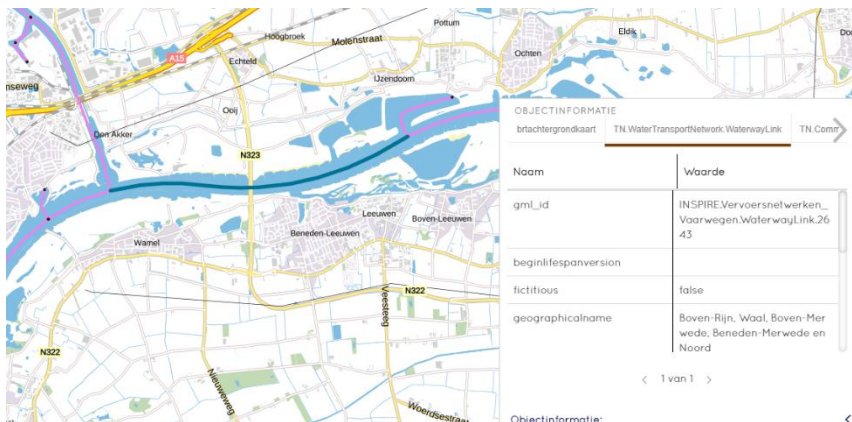 Pottum
Hoogbroek
Molenstraat
Eldik
A15
Echteld
Ochten
IJzendoorn
nseweg
Ooij
Den Akker
N323
Leeuwen
Boven-Leeuwen
Beneden-Leeuwen
Wamel
N322
Veesteeg
N322
Nieuweweg
Woerdsestraat
OBJECTINFORMATIE
brtachtergrondkaart TN.WaterTransportNetwork.WaterwayLink TN.Comm
Naam Waarde
gml_id INSPIRE.Vervoersnetwerken_
Vaarwegen.WaterwayLink.26
43
beginlifespanversion
fictitious false
geographicalname Boven-Rijn, Waal, Boven-Mer
wede, Beneden-Merwede en
Noord
< 1 van 1 >
Objectinformatie: